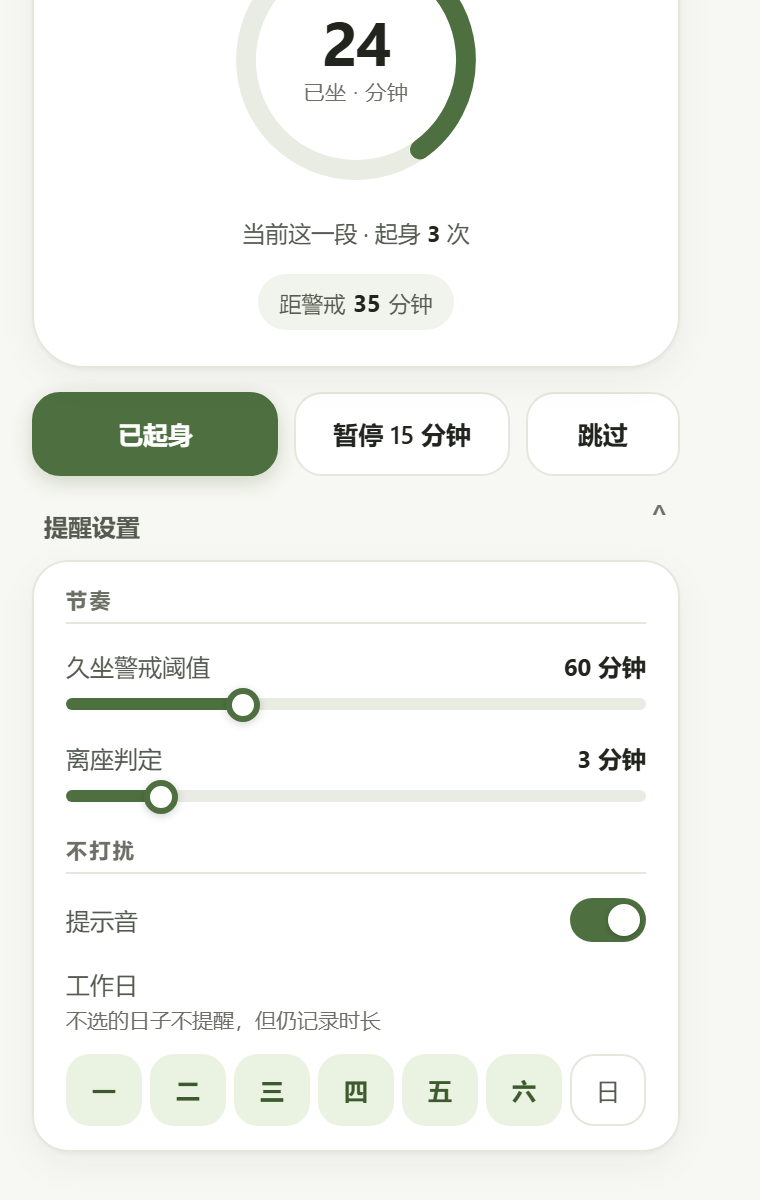 24
已坐 · 分钟
当前这一段 · 起身 3 次
距警戒 35 分钟
已起身 暂停 15 分钟 跳过
提醒设置 ^
节奏
久坐警戒阈值 60 分钟
离座判定 3 分钟
不打扰
提示音
工作日
不选的日子不提醒，但仍记录时长
一 二 三 四 五 六 日